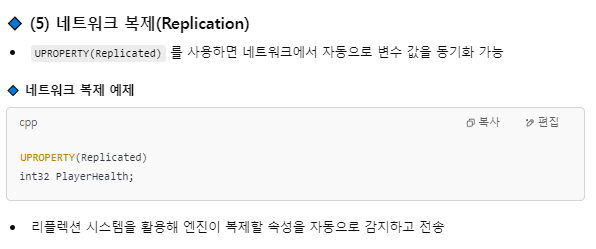 (5) 네트워크 복제(Replication)
UPROPERTY(Replicated) 를 사용하면 네트워크에서 자동으로 변수 값을 동기화 가능
네트워크 복제 예제
cpp 복사 편집
UPROPERTY(Replicated)
int32 PlayerHealth;
리플렉션 시스템을 활용해 엔진이 복제할 속성을 자동으로 감지하고 전송